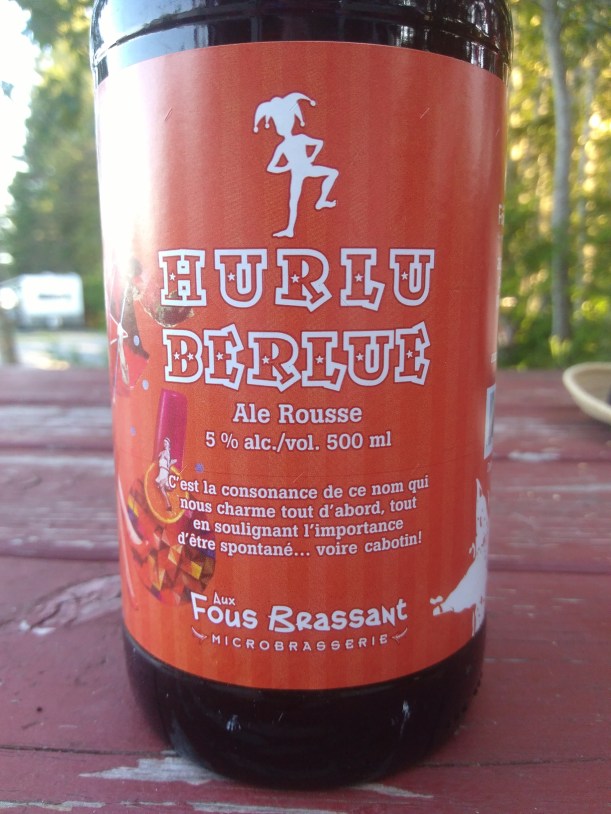 HURLU
BERLUE
Ale Rousse
5 % alc./vol. 500 ml
C'est la consonance de ce nom qui
nous charme tout d'abord, tout
en soulignant l'importance
d'être spontané... voire cabotin!
Aux
Fous Brassant
MICROBRASSERIE